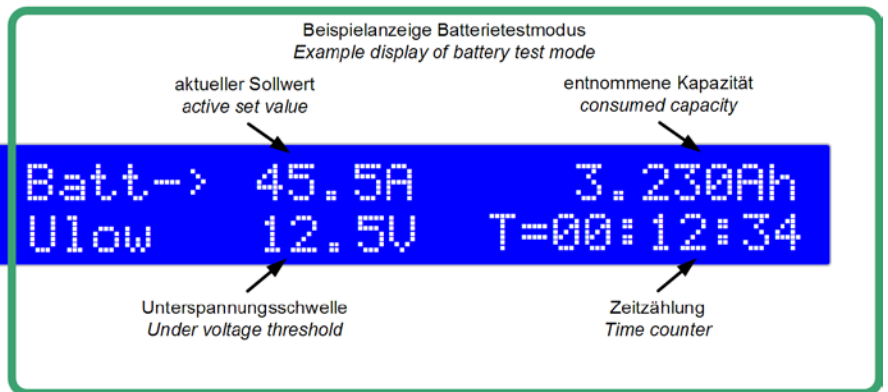 Beispielanzeige Batterietestmodus
Example display of battery test mode
aktueller Sollwert
active set value
entnommene Kapazität
consumed capacity
Batt-> 45.5A 3.230Ah
Ulow 12.5V T=00:12:34
Unterspannungsschwelle
Under voltage threshold
Zeitzählung
Time counter